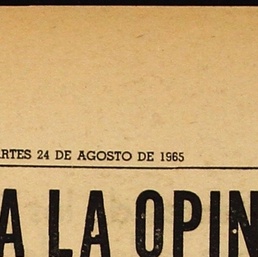 ARTES 24 DE AGOSTO DE 1965
A LA OPIN